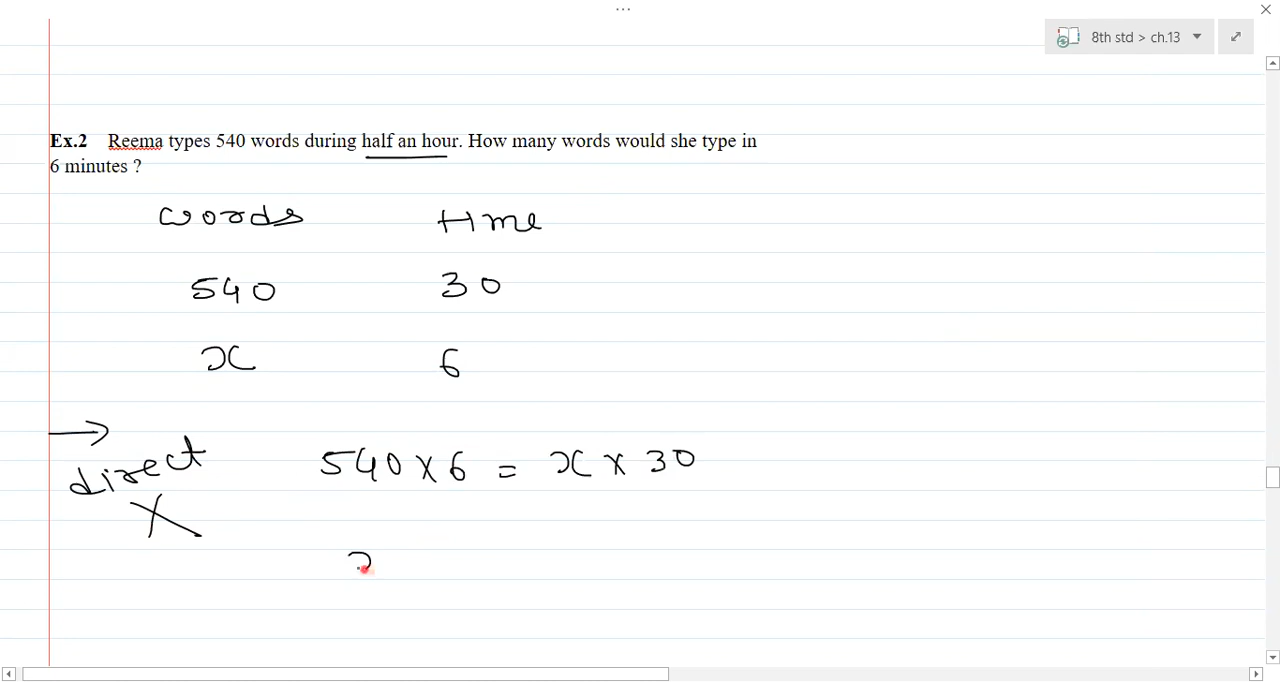 ...
8th std > ch.13
Ex.2 Reema types 540 words during half an hour. How many words would she type in
6 minutes ?
words time
540 30
x 6
direct 540 × 6 = x × 30